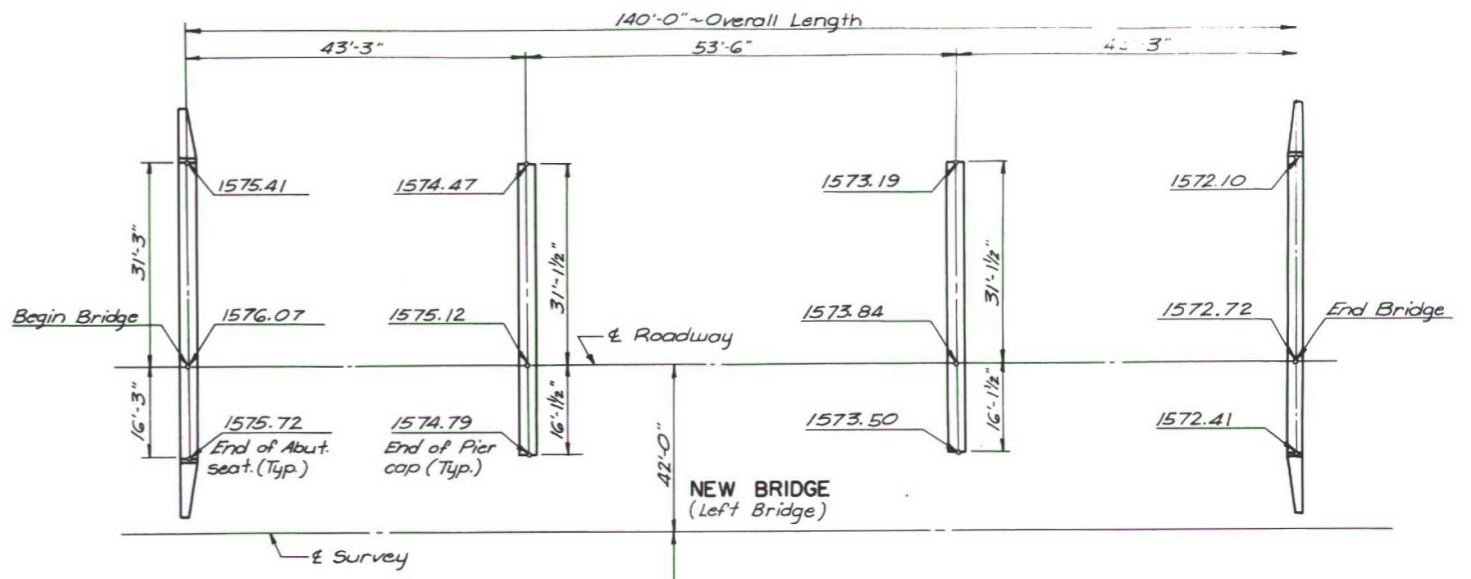 140'-0" ~ Overall Length
43'-3"
53'-6"
3"
1575.41
1574.47
1573.19
1572.10
31'-3"
31'-1½"
31'-1½"
Begin Bridge
1576.07
1575.12
℄ Roadway
1573.84
1572.72
End Bridge
16'-3"
1575.72
End of Abut.
seat. (Typ.)
1574.79
End of Pier
cap (Typ.)
16'-1½"
42'-0"
1573.50
16'-1½"
1572.41
NEW BRIDGE
(Left Bridge)
℄ Survey